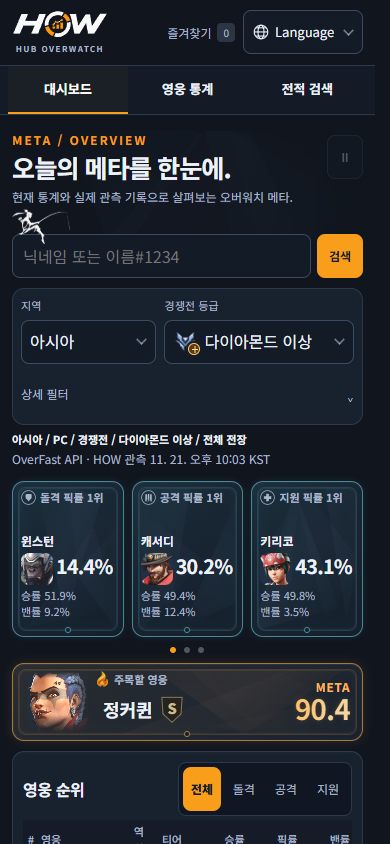 HOW
HUB OVERWATCH
즐겨찾기 0
Language
대시보드 영웅 통계 전적 검색
META / OVERVIEW
오늘의 메타를 한눈에.
현재 통계와 실제 관측 기록으로 살펴보는 오버워치 메타.
닉네임 또는 이름#1234 검색
지역 경쟁전 등급
아시아 다이아몬드 이상
상세 필터
아시아 / PC / 경쟁전 / 다이아몬드 이상 / 전체 전장
OverFast API · HOW 관측 11. 21. 오후 10:03 KST
돌격 픽률 1위 공격 픽률 1위 지원 픽률 1위
윈스턴 캐서디 키리코
14.4% 30.2% 43.1%
승률 51.9% 승률 49.4% 승률 49.8%
밴률 9.2% 밴률 12.4% 밴률 3.5%
주목할 영웅
META
정커퀸 S 90.4
영웅 순위 전체 돌격 공격 지원
# 영웅 역 티어 승률 픽률 밴률